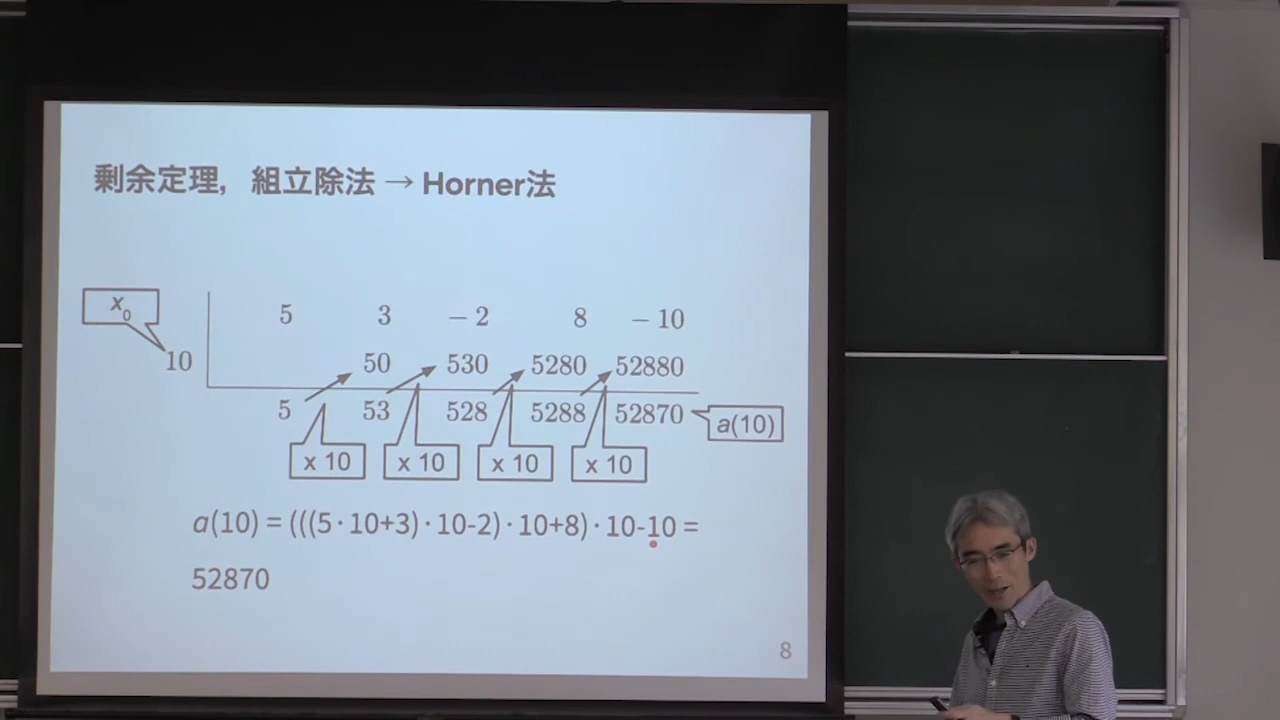 剰余定理，組立除法 → Horner法
x₀
5 3 −2 8 −10
10
50 530 5280 52880
5 53 528 5288 52870
a(10)
x 10 x 10 x 10 x 10
a(10) = (((5・10+3)・10-2)・10+8)・10-10 =
52870
8